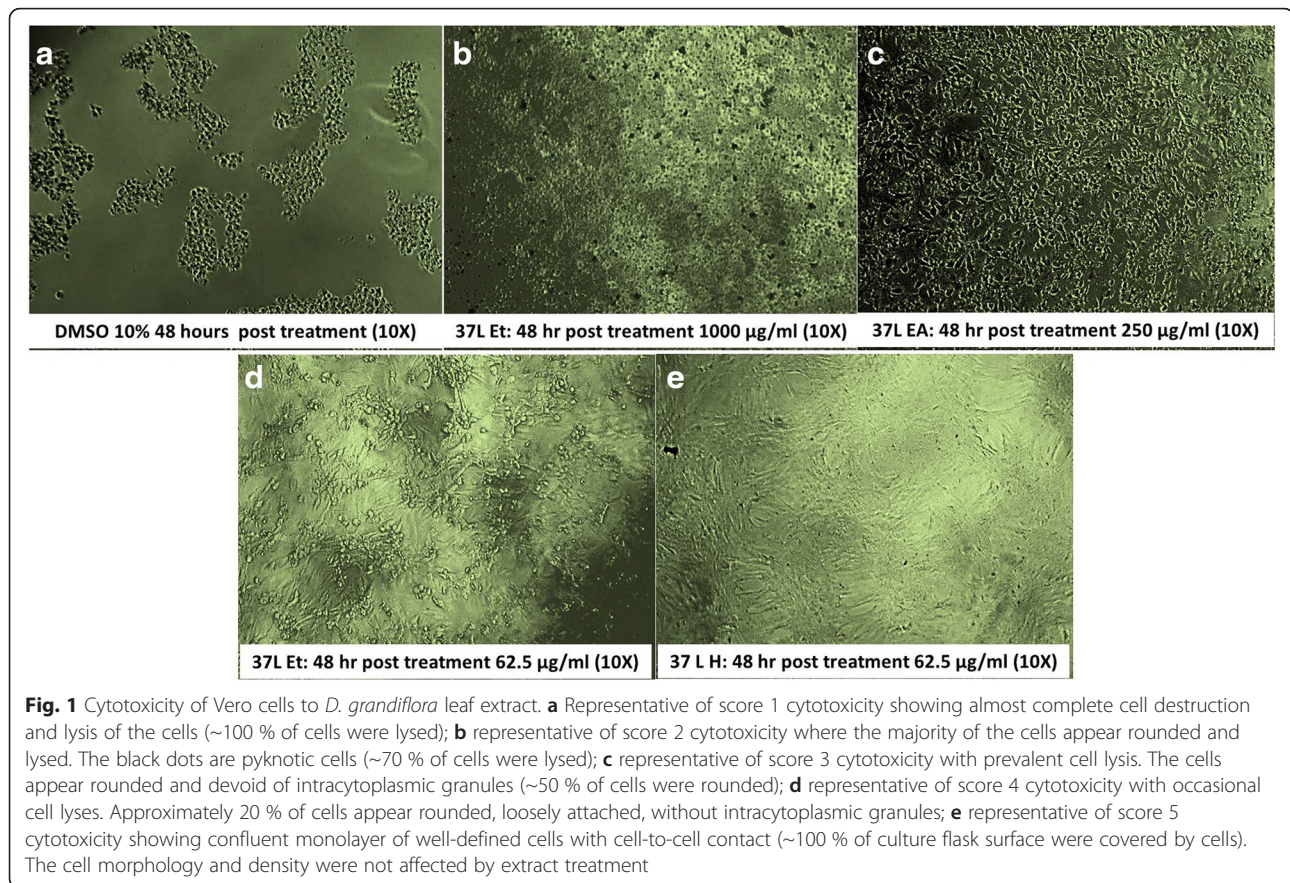 a
b
c
DMSO 10% 48 hours post treatment (10X)
37L Et: 48 hr post treatment 1000 µg/ml (10X)
37L EA: 48 hr post treatment 250 µg/ml (10X)
d
e
37L Et: 48 hr post treatment 62.5 µg/ml (10X)
37 L H: 48 hr post treatment 62.5 µg/ml (10X)
Fig. 1 Cytotoxicity of Vero cells to D. grandiflora leaf extract. a Representative of score 1 cytotoxicity showing almost complete cell destruction
and lysis of the cells (~100 % of cells were lysed); b representative of score 2 cytotoxicity where the majority of the cells appear rounded and
lysed. The black dots are pyknotic cells (~70 % of cells were lysed); c representative of score 3 cytotoxicity with prevalent cell lysis. The cells
appear rounded and devoid of intracytoplasmic granules (~50 % of cells were rounded); d representative of score 4 cytotoxicity with occasional
cell lyses. Approximately 20 % of cells appear rounded, loosely attached, without intracytoplasmic granules; e representative of score 5
cytotoxicity showing confluent monolayer of well-defined cells with cell-to-cell contact (~100 % of culture flask surface were covered by cells).
The cell morphology and density were not affected by extract treatment